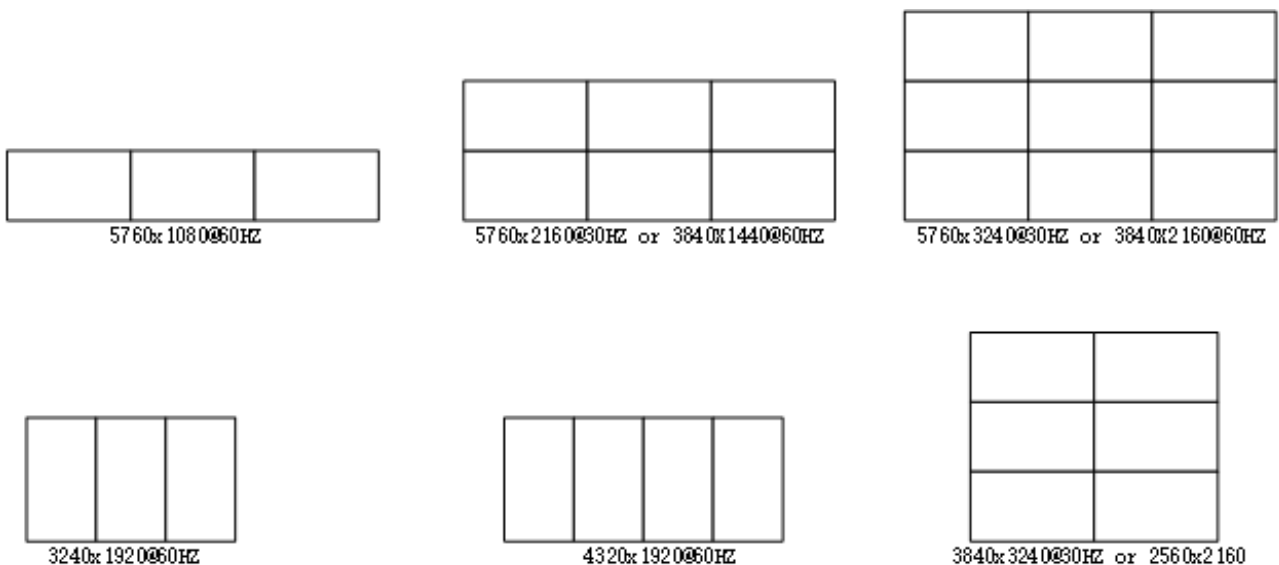 5760x1080@60HZ
5760x2160@30HZ or 3840X1440@60HZ
5760x3240@30HZ or 3840X2160@60HZ
3240x1920@60HZ
4320x1920@60HZ
3840x3240@30HZ or 2560x2160